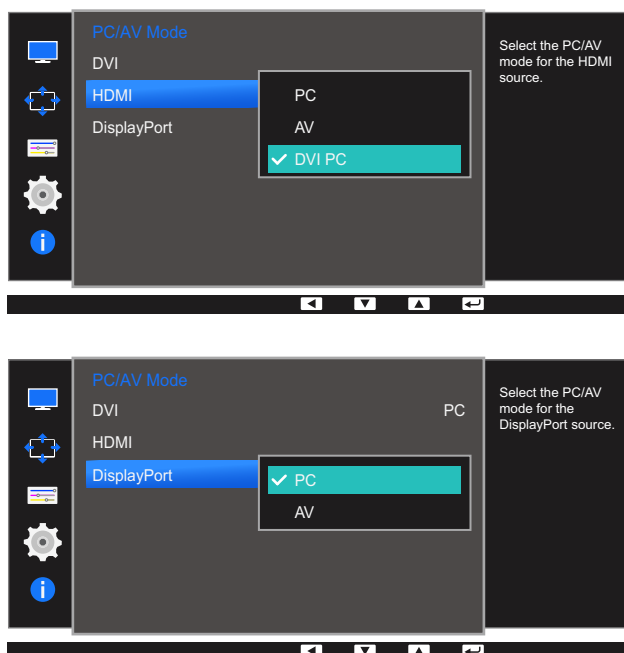 PC/AV Mode
DVI
HDMI
DisplayPort
PC
AV
DVI PC
Select the PC/AV
mode for the HDMI
source.
PC/AV Mode
DVI PC
HDMI
DisplayPort
PC
AV
Select the PC/AV
mode for the
DisplayPort source.